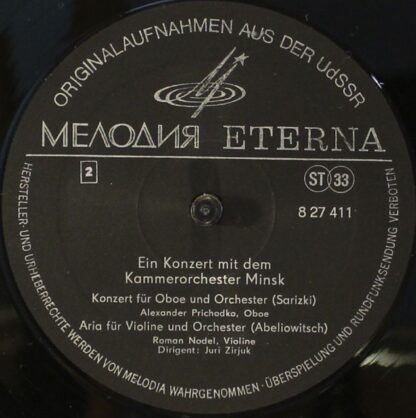 ORIGINALAUFNAHMEN AUS DER UdSSR
МЕЛОДИЯ ETERNA
2
ST 33
8 27 411
Ein Konzert mit dem
Kammerorchester Minsk
Konzert für Oboe und Orchester (Sarizki)
Alexander Prichodko, Oboe
Aria für Violine und Orchester (Abeliowitsch)
Roman Nodel, Violine
Dirigent: Juri Zirjuk
HERSTELLER- UND URHEBERRECHTE WERDEN VON MELODIA WAHRGENOMMEN · ÜBERSPIELUNG UND RUNDFUNKSENDUNG VERBOTEN